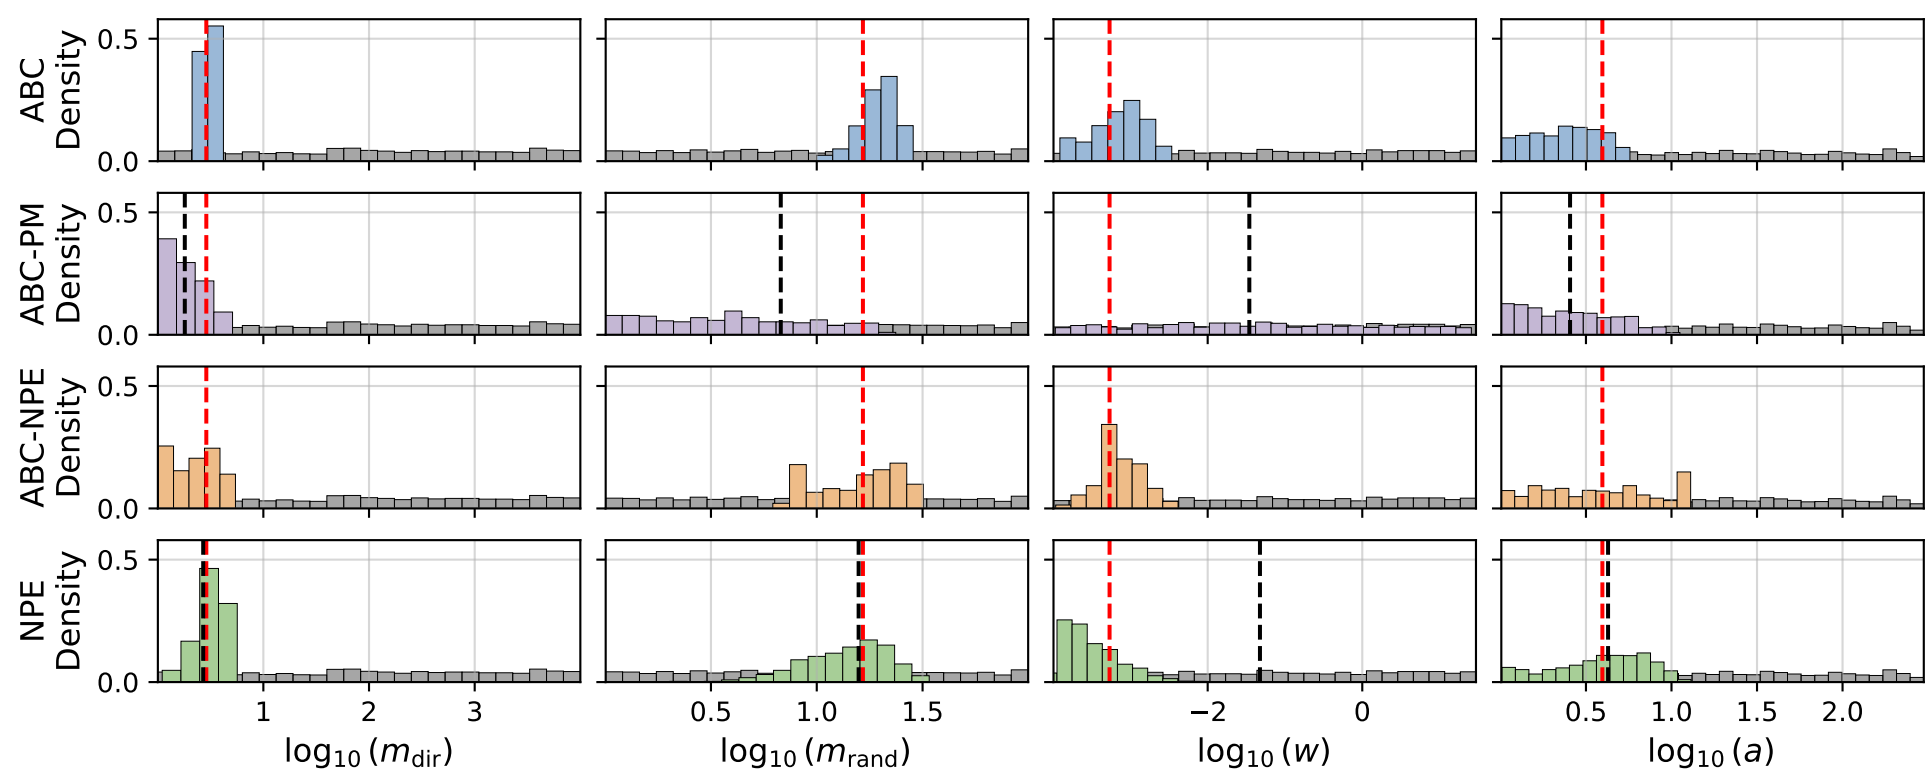 ABC
Density
0.5
0.0
ABC-PM
Density
0.5
0.0
ABC-NPE
Density
0.5
0.0
NPE
Density
0.5
0.0
1 2 3
0.5 1.0 1.5
−2 0
0.5 1.0 1.5 2.0
log₁₀ (m_dir)
log₁₀ (m_rand)
log₁₀ (w)
log₁₀ (a)